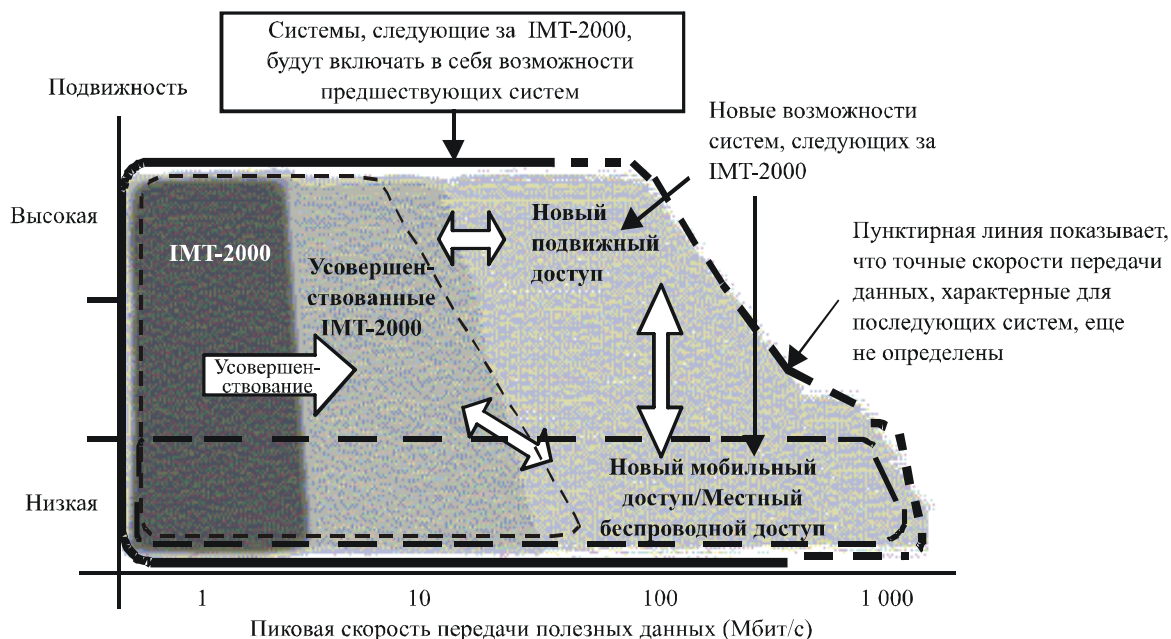 Системы, следующие за IMT-2000,
будут включать в себя возможности
предшествующих систем
Подвижность
Новые возможности
систем, следующих за
IMT-2000
Высокая
IMT-2000
Усовершен-
ствованные
IMT-2000
Новый
подвижный
доступ
Пунктирная линия показывает,
что точные скорости передачи
данных, характерные для
последующих систем, еще
не определены
Усовершен-
ствование
Низкая
Новый мобильный
доступ/Местный
беспроводной доступ
1 10 100 1 000
Пиковая скорость передачи полезных данных (Мбит/с)